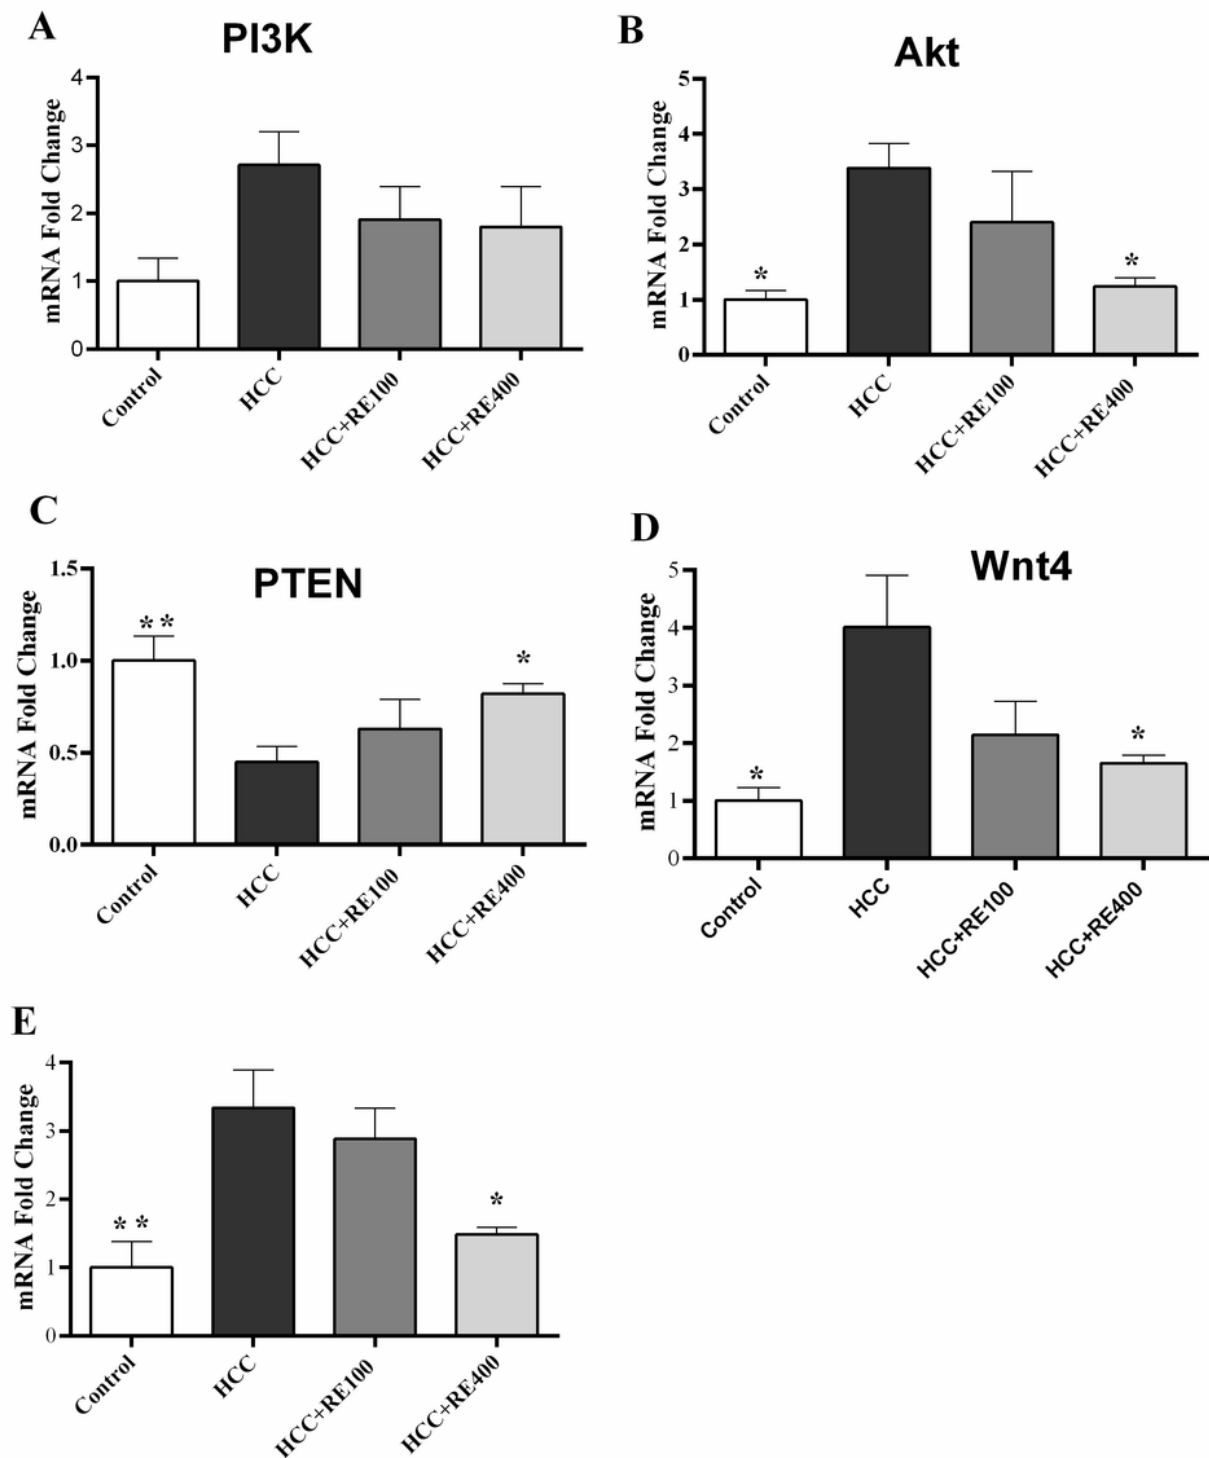 A
PI3K
mRNA Fold Change
4
3
2
1
0
Control
HCC
HCC+RE100
HCC+RE400
B
Akt
mRNA Fold Change
5
4
3
2
1
0
*
*
Control
HCC
HCC+RE100
HCC+RE400
C
PTEN
mRNA Fold Change
1.5
1.0
0.5
0.0
**
*
Control
HCC
HCC+RE100
HCC+RE400
D
Wnt4
mRNA Fold Change
5
4
3
2
1
0
*
*
Control
HCC
HCC+RE100
HCC+RE400
E
mRNA Fold Change
4
3
2
1
0
**
*
Control
HCC
HCC+RE100
HCC+RE400